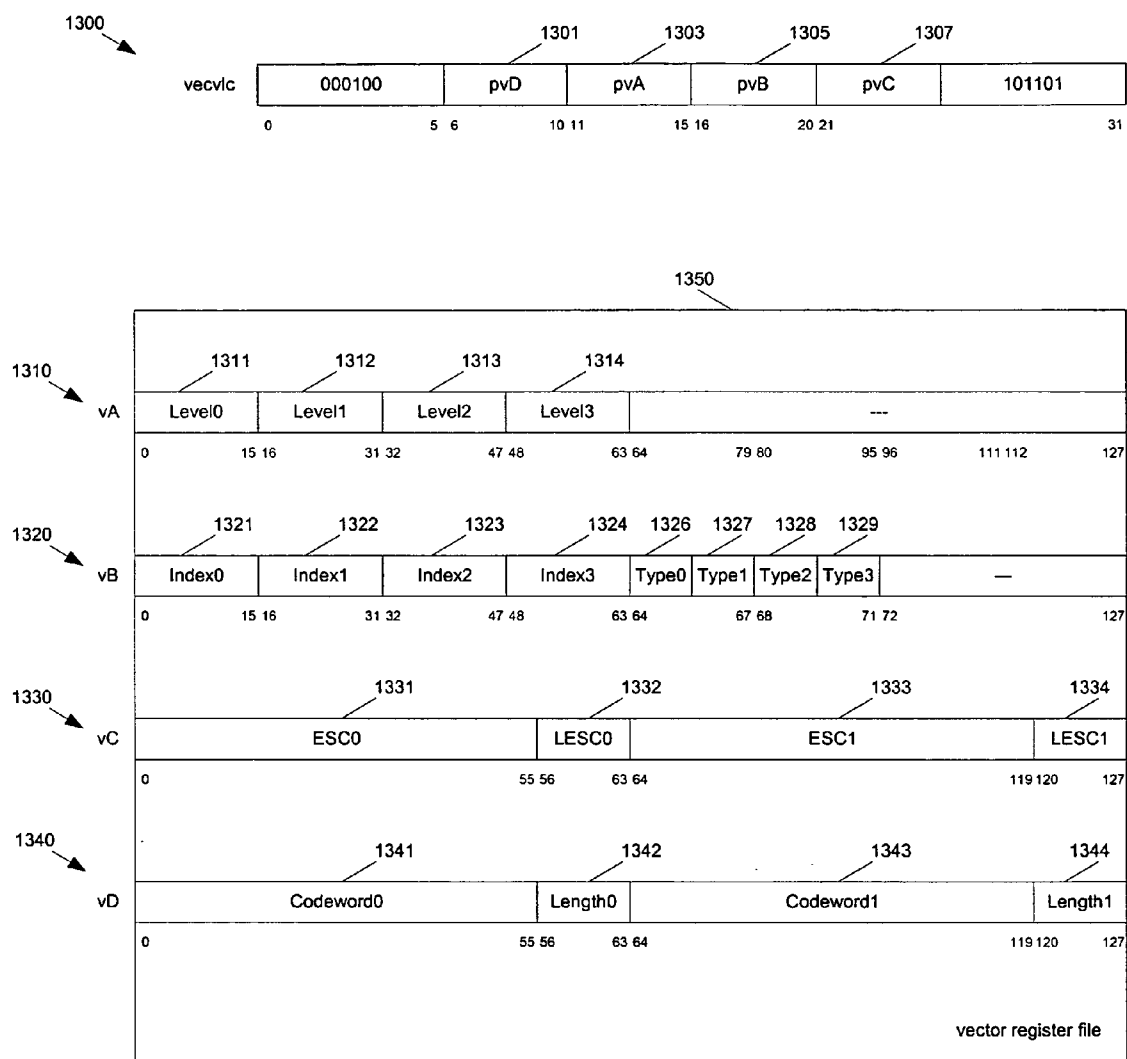 1300
1301 1303 1305 1307
vecvlc 000100 pvD pvA pvB pvC 101101
0 5 6 10 11 15 16 20 21 31
1350
1310
1311 1312 1313 1314
vA Level0 Level1 Level2 Level3 ---
0 15 16 31 32 47 48 63 64 79 80 95 96 111 112 127
1320
1321 1322 1323 1324 1326 1327 1328 1329
vB Index0 Index1 Index2 Index3 Type0 Type1 Type2 Type3 —
0 15 16 31 32 47 48 63 64 67 68 71 72 127
1330
1331 1332 1333 1334
vC ESC0 LESC0 ESC1 LESC1
0 55 56 63 64 119 120 127
1340
1341 1342 1343 1344
vD Codeword0 Length0 Codeword1 Length1
0 55 56 63 64 119 120 127
vector register file